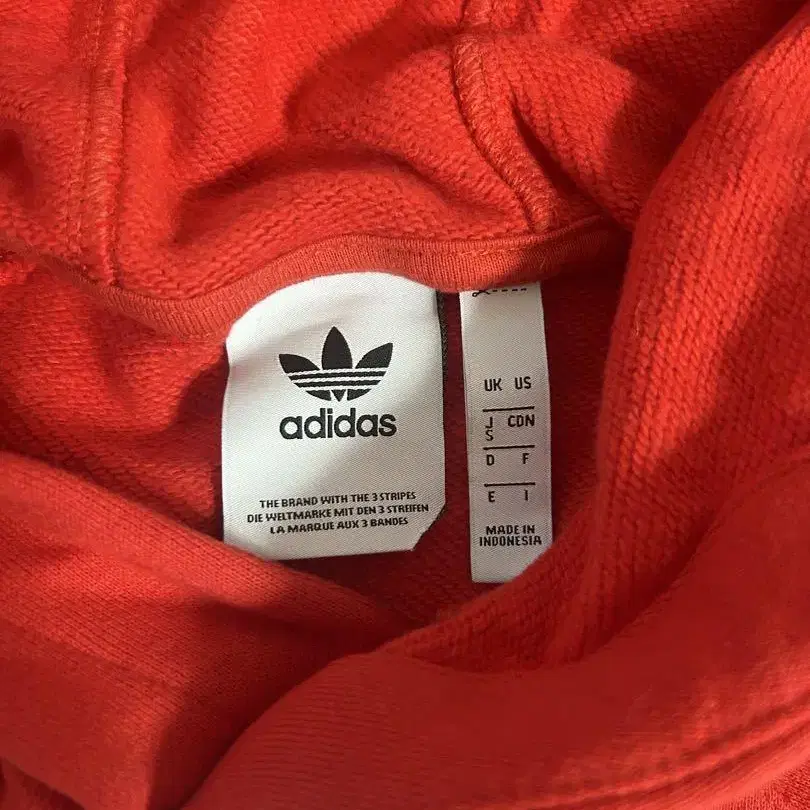 adidas
THE BRAND WITH THE 3 STRIPES
DIE WELTMARKE MIT DEN 3 STREIFEN
LA MARQUE AUX 3 BANDES
UK US
J
S CDN
D F
E I
MADE IN
INDONESIA